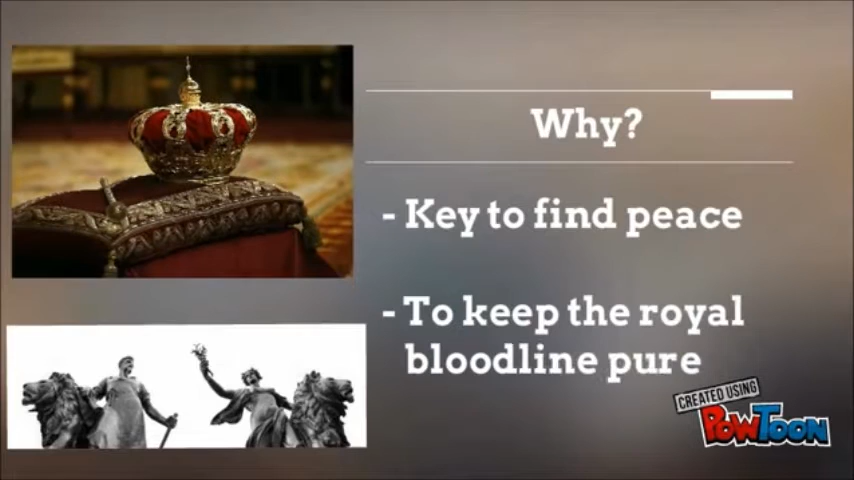 Why?
- Key to find peace
- To keep the royal
bloodline pure
CREATED USING
POWTOON